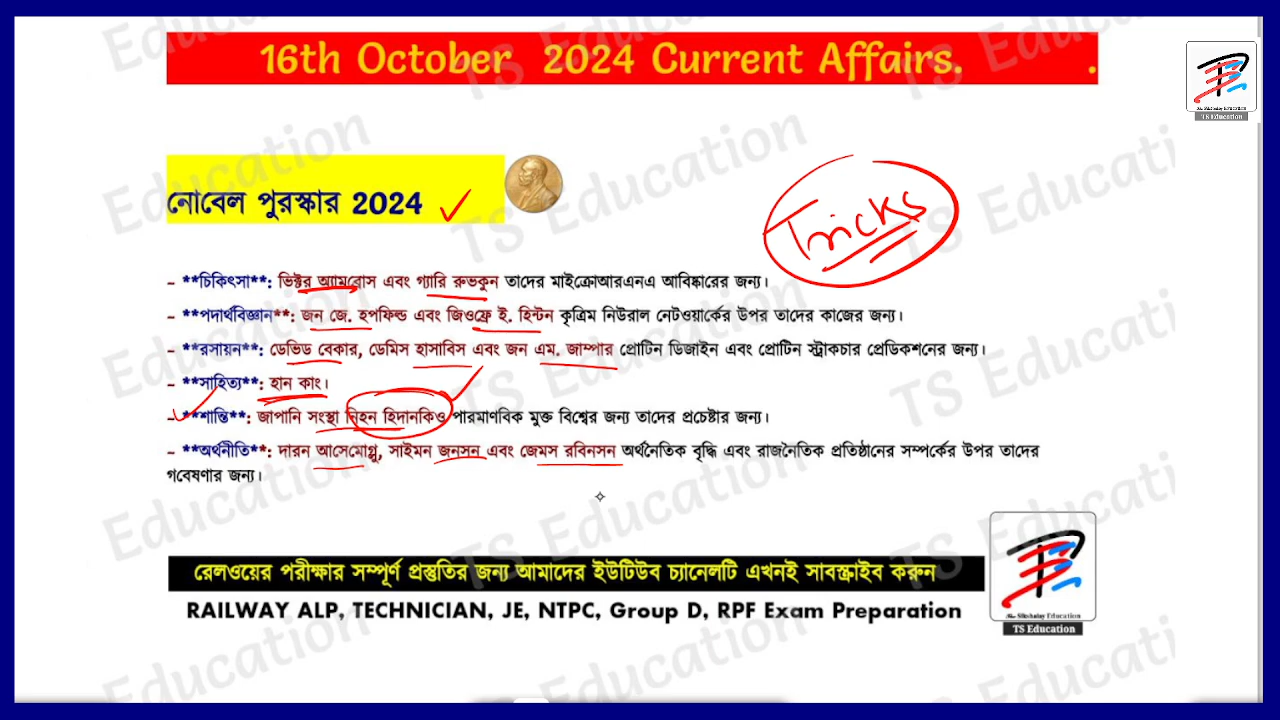 16th October 2024 Current Affairs. .
TS Education
নোবেল পুরস্কার 2024
Tricks
- **চিকিৎসা**: ভিক্টর অ্যামব্রোস এবং গ্যারি রুভকুন তাদের মাইক্রোআরএনএ আবিষ্কারের জন্য।
- **পদার্থবিজ্ঞান**: জন জে. হপফিল্ড এবং জিওফ্রে ই. হিন্টন কৃত্রিম নিউরাল নেটওয়ার্কের উপর তাদের কাজের জন্য।
- **রসায়ন**: ডেভিড বেকার, ডেমিস হাসাবিস এবং জন এম. জাম্পার প্রোটিন ডিজাইন এবং প্রোটিন স্ট্রাকচার প্রেডিকশনের জন্য।
- **সাহিত্য**: হান কাং।
- **শান্তি**: জাপানি সংস্থা নিহন হিদানকিও পারমাণবিক মুক্ত বিশ্বের জন্য তাদের প্রচেষ্টার জন্য।
- **অর্থনীতি**: দারন আসেমোগ্লু, সাইমন জনসন এবং জেমস রবিনসন অর্থনৈতিক বৃদ্ধি এবং রাজনৈতিক প্রতিষ্ঠানের সম্পর্কের উপর তাদের
গবেষণার জন্য।
রেলওয়ের পরীক্ষার সম্পূর্ণ প্রস্তুতির জন্য আমাদের ইউটিউব চ্যানেলটি এখনই সাবস্ক্রাইব করুন
RAILWAY ALP, TECHNICIAN, JE, NTPC, Group D, RPF Exam Preparation
TS Education